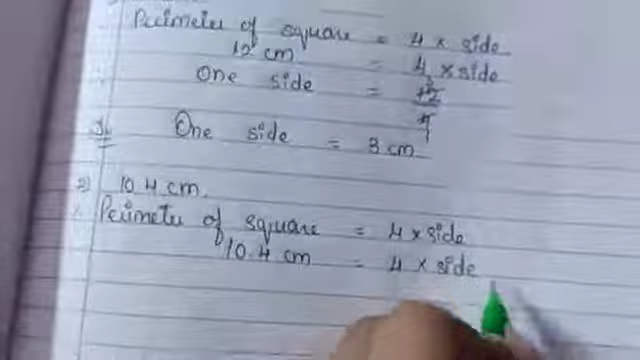 Perimeter of square = 4 × side
12 cm = 4 × side
One side = 12/4 3
One side = 3 cm
2) 10.4 cm.
Perimeter of square = 4 × side
10.4 cm = 4 × side